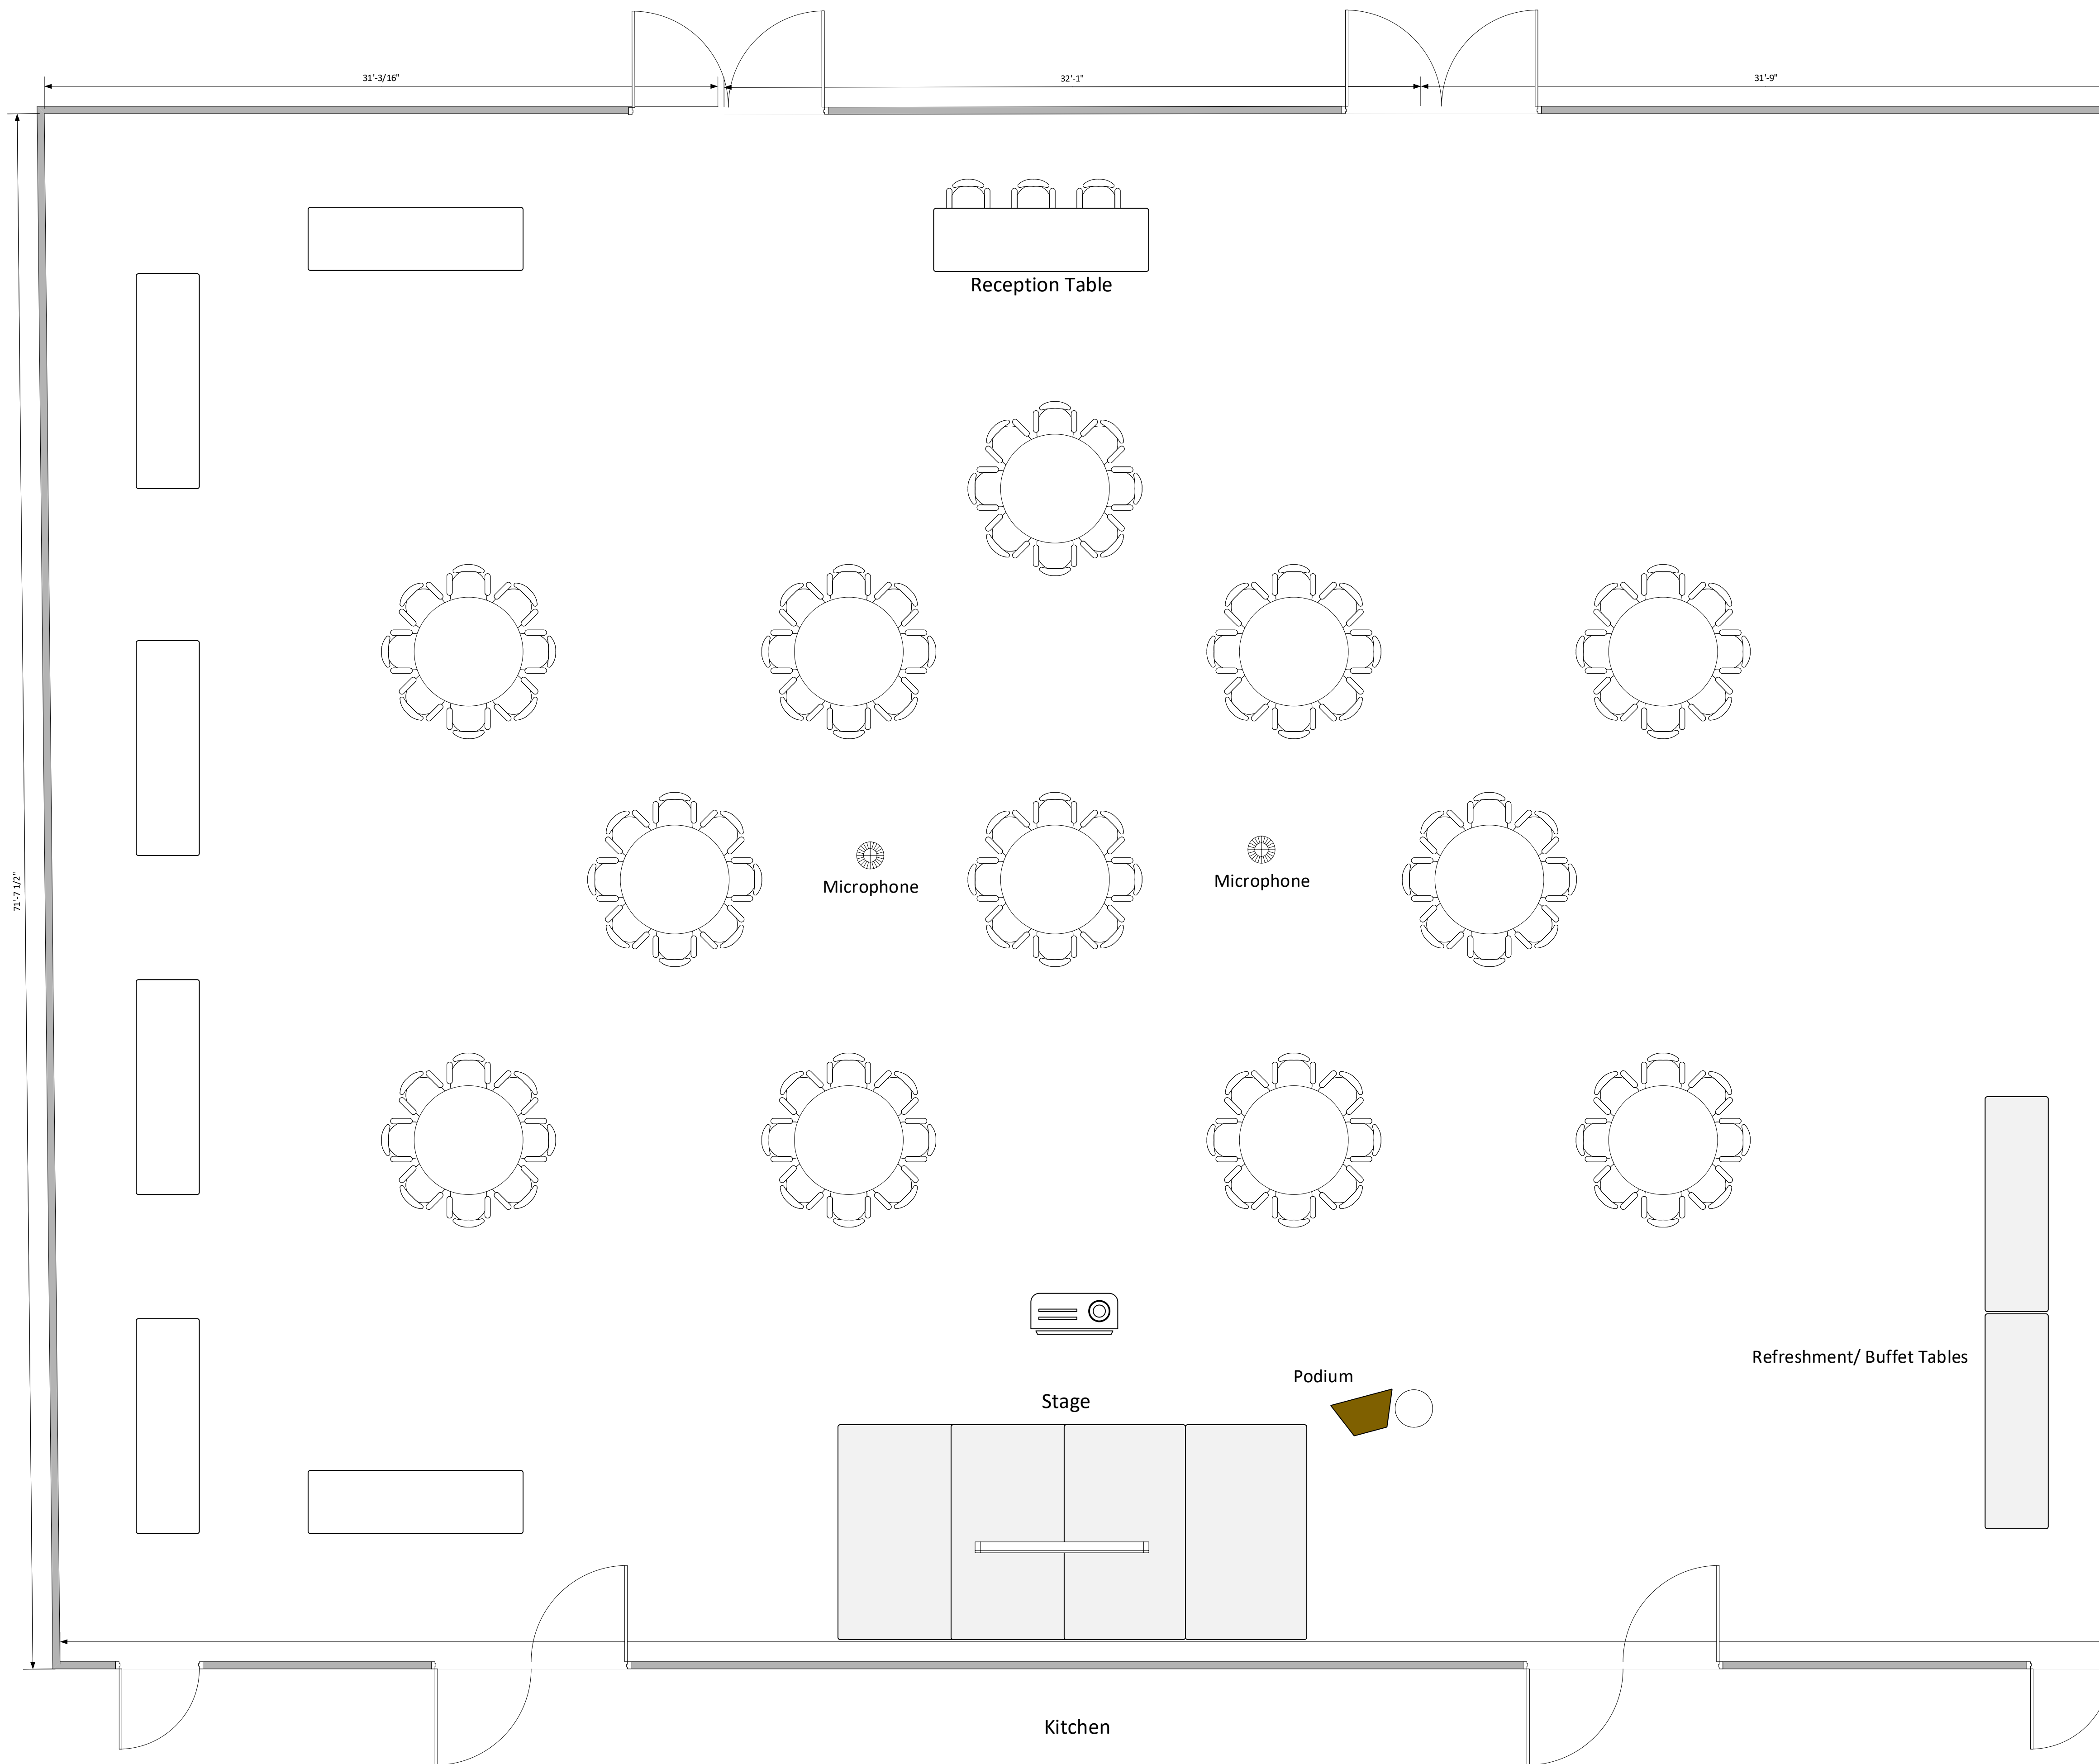 31'-3/16"
32'-1"
31'-9"
Reception Table
71'-7 1/2"
Microphone
Microphone
Refreshment/ Buffet Tables
Podium
Stage
Kitchen